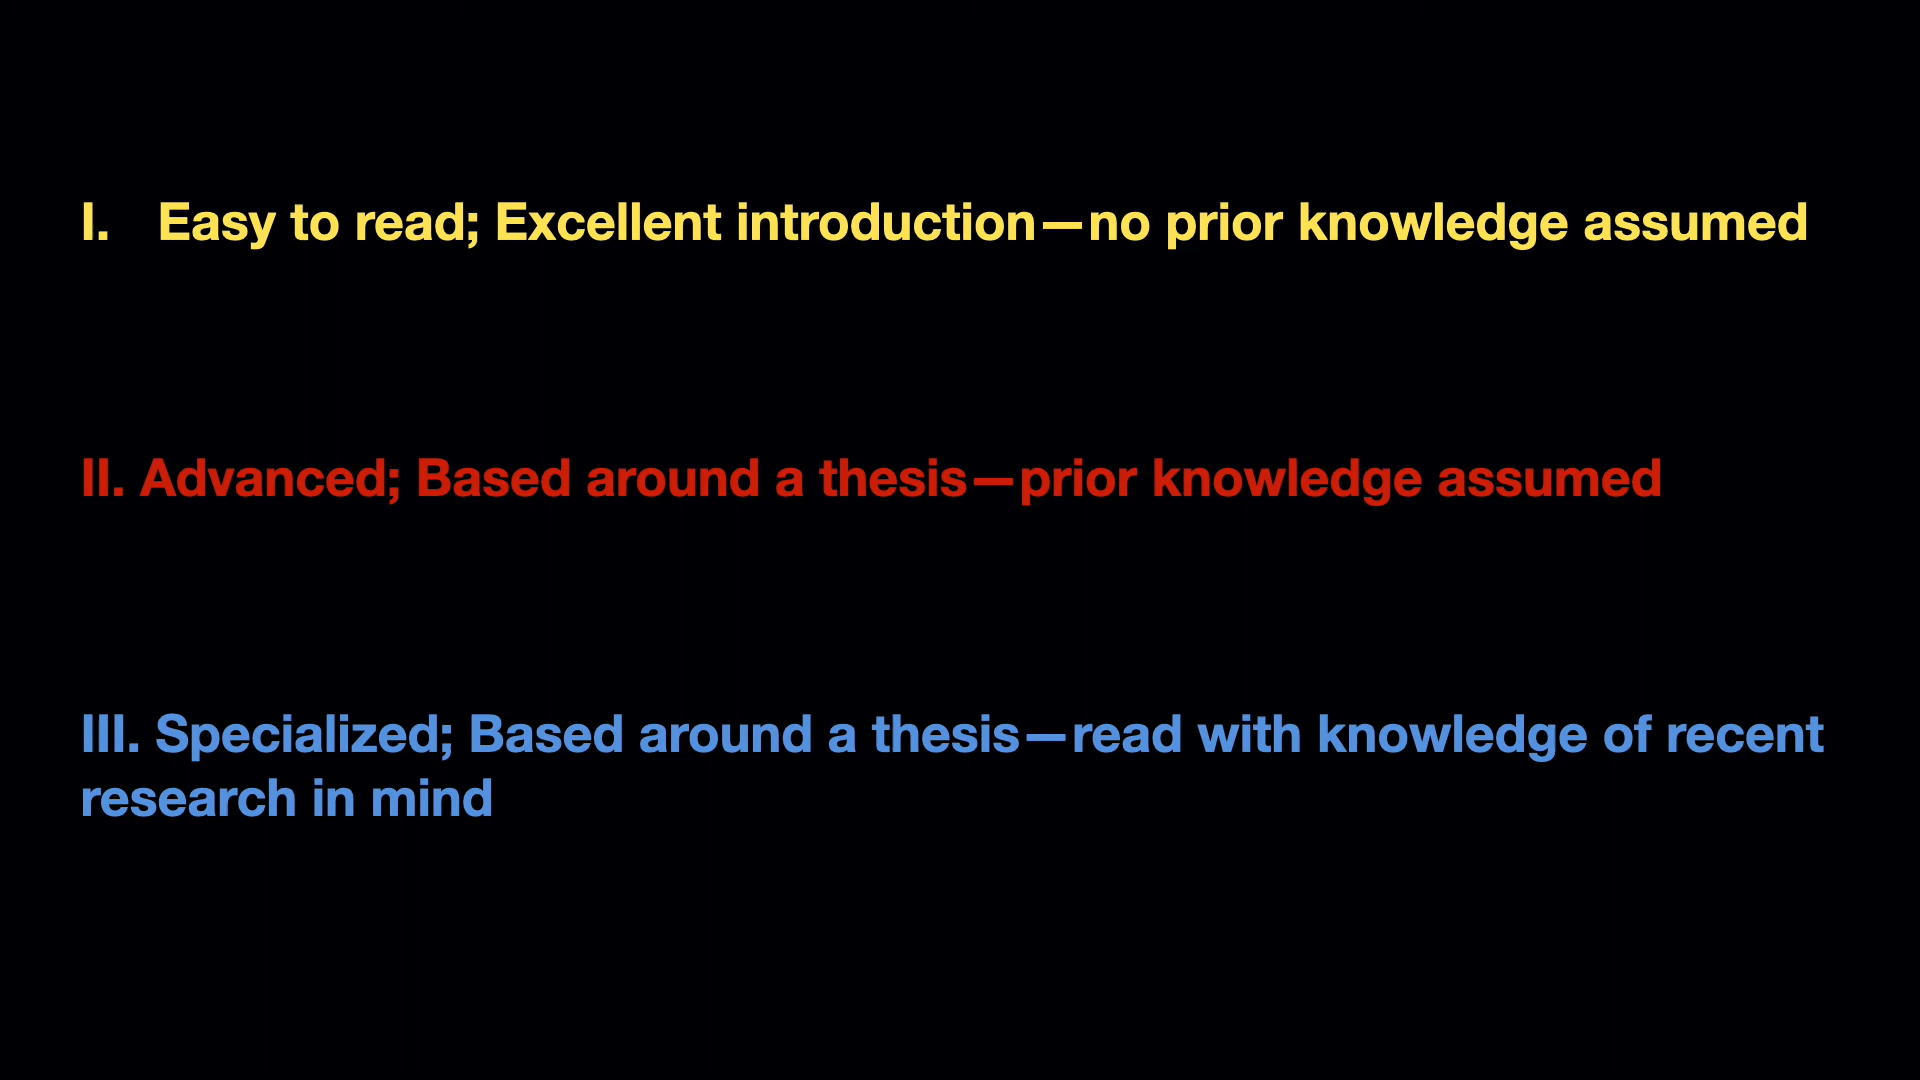 I. Easy to read; Excellent introduction—no prior knowledge assumed
II. Advanced; Based around a thesis—prior knowledge assumed
III. Specialized; Based around a thesis—read with knowledge of recent
research in mind